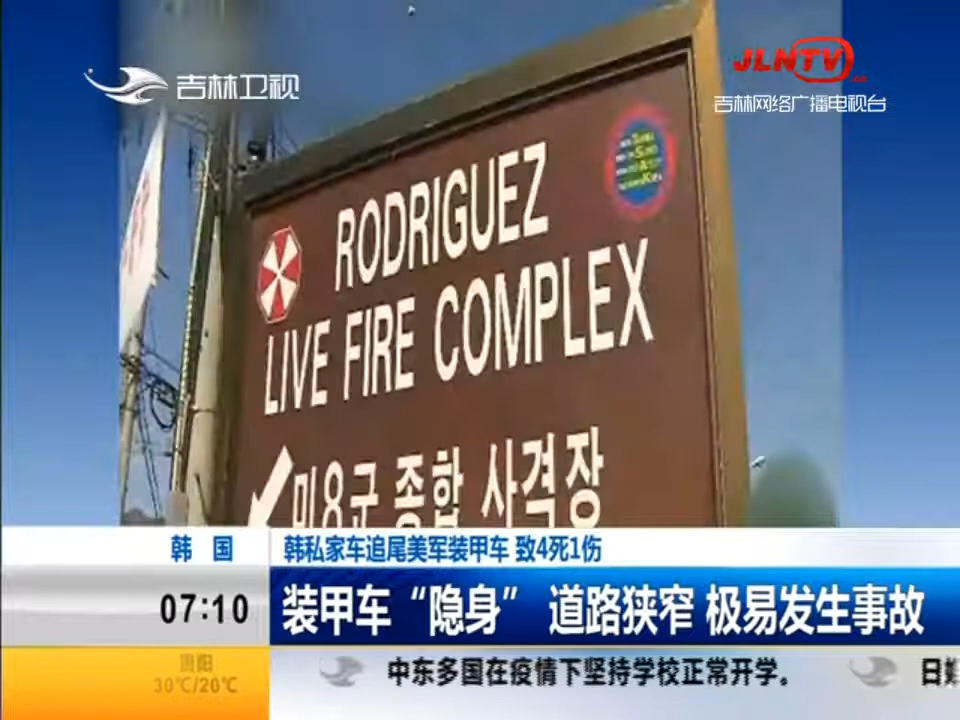 吉林卫视
JLNTV
吉林网络广播电视台
RODRIGUEZ
LIVE FIRE COMPLEX
미8군 종합 사격장
韩 国
韩私家车追尾美军装甲车 致4死1伤
07:10
装甲车“隐身” 道路狭窄 极易发生事故
贵阳
30℃/20℃
中东多国在疫情下坚持学校正常开学。